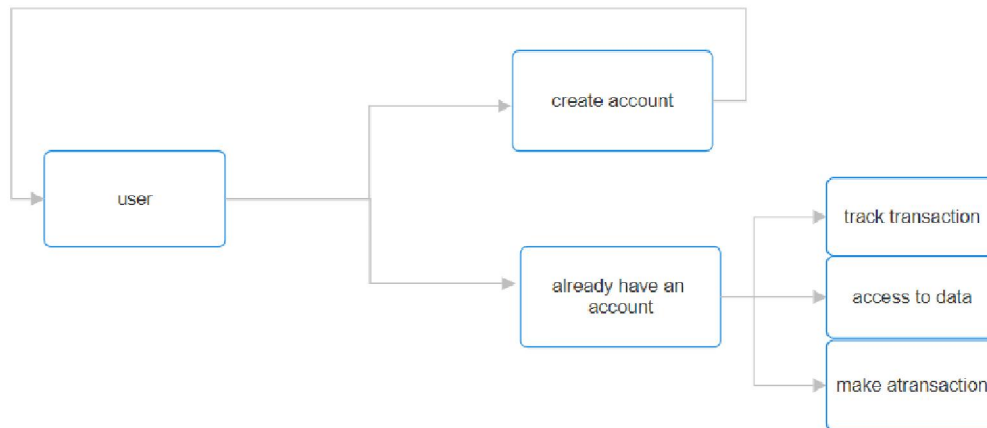 create account
user
already have an
account
track transaction
access to data
make atransaction